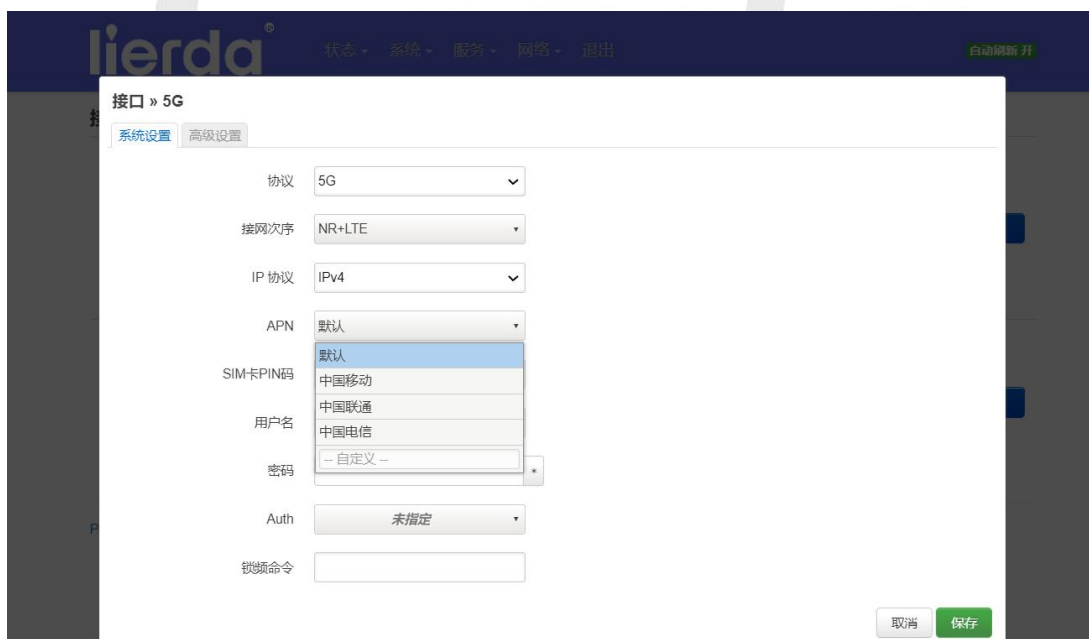 lierda®
状态 系统 服务 网络 退出
自动刷新 开
接口 » 5G
系统设置 高级设置
协议 5G
接网次序 NR+LTE
IP 协议 IPv4
APN 默认
默认
SIM卡PIN码
中国移动
中国联通
用户名
中国电信
-- 自定义 --
密码 *
Auth 未指定
锁频命令
取消 保存
接
P